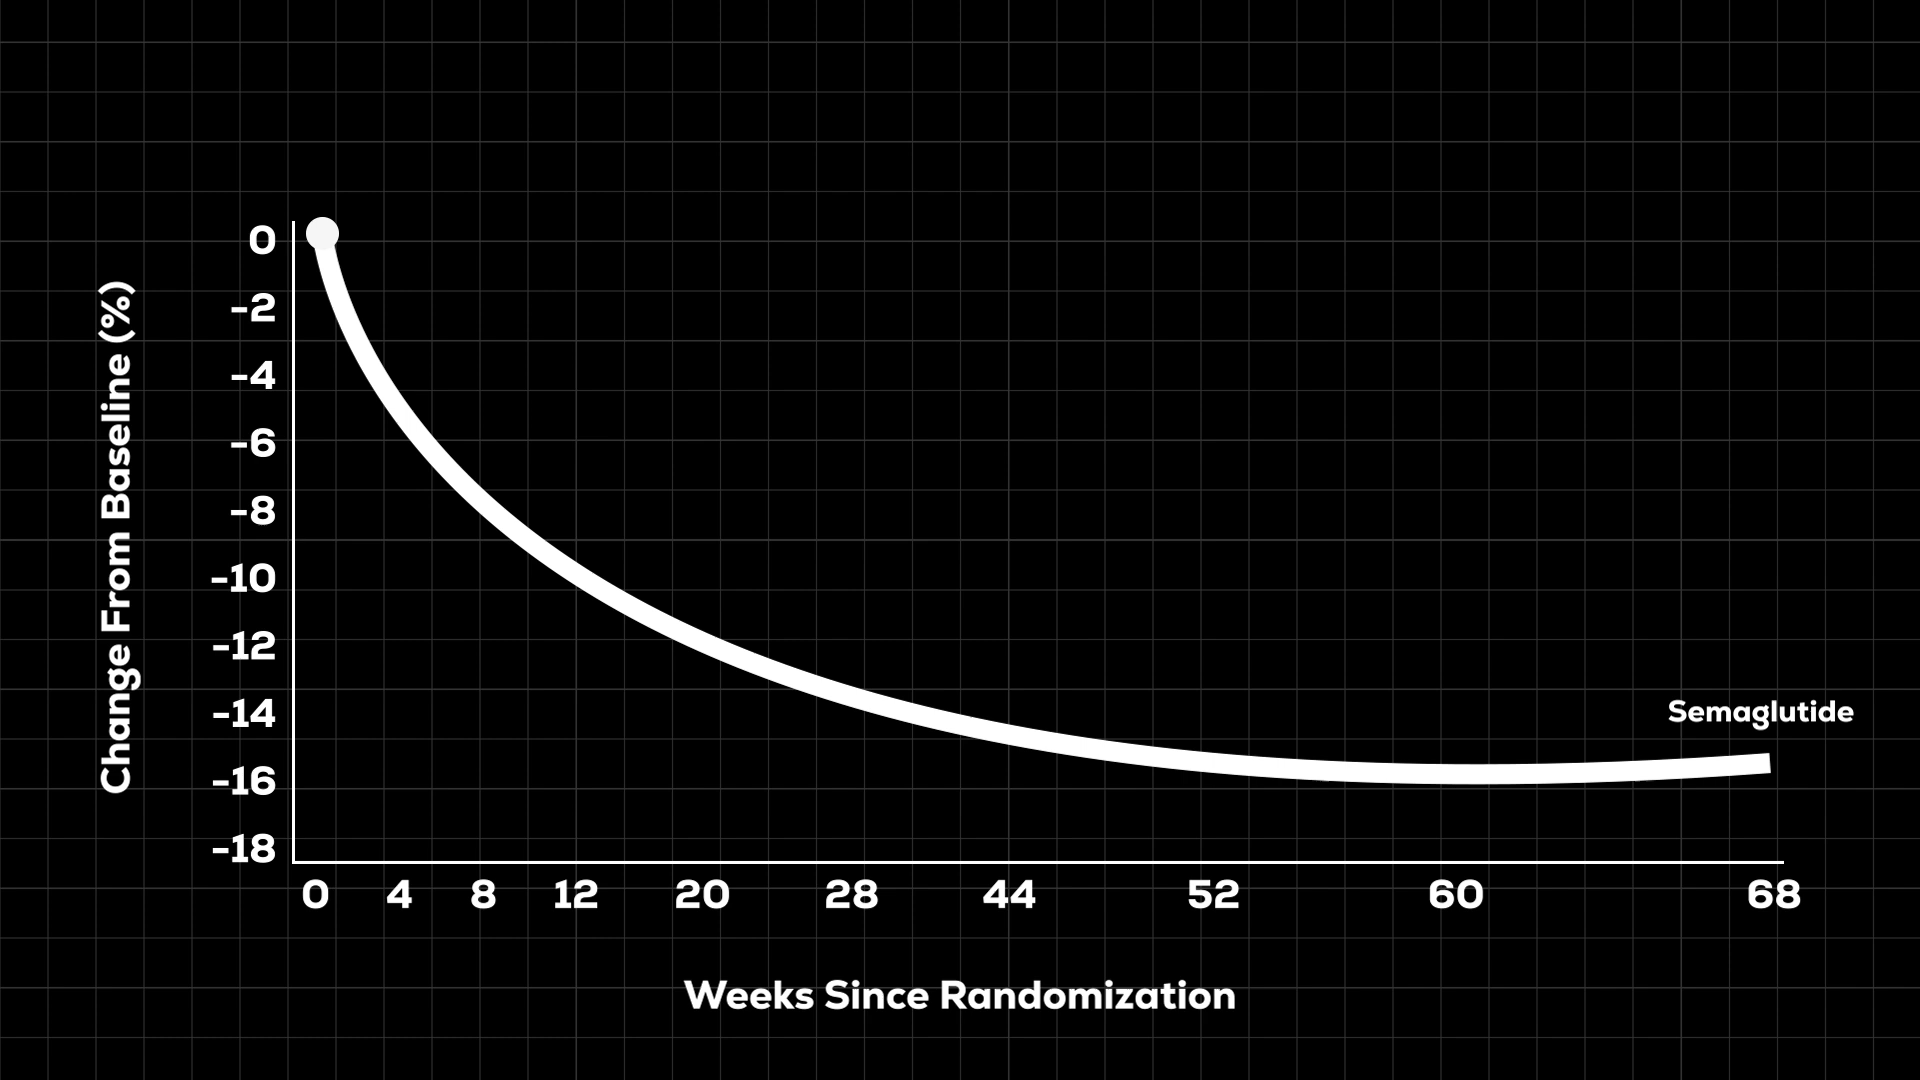 Change From Baseline (%)
0
-2
-4
-6
-8
-10
-12
-14
-16
-18
Semaglutide
0 4 8 12 20 28 44 52 60 68
Weeks Since Randomization